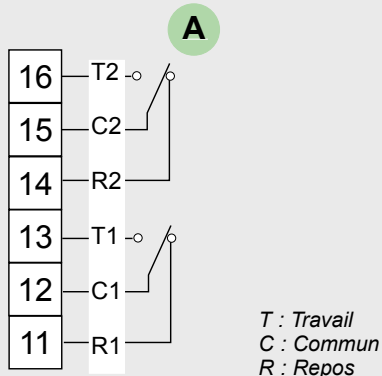 A
16 T2
15 C2
14 R2
13 T1
12 C1
11 R1
T : Travail
C : Commun
R : Repos